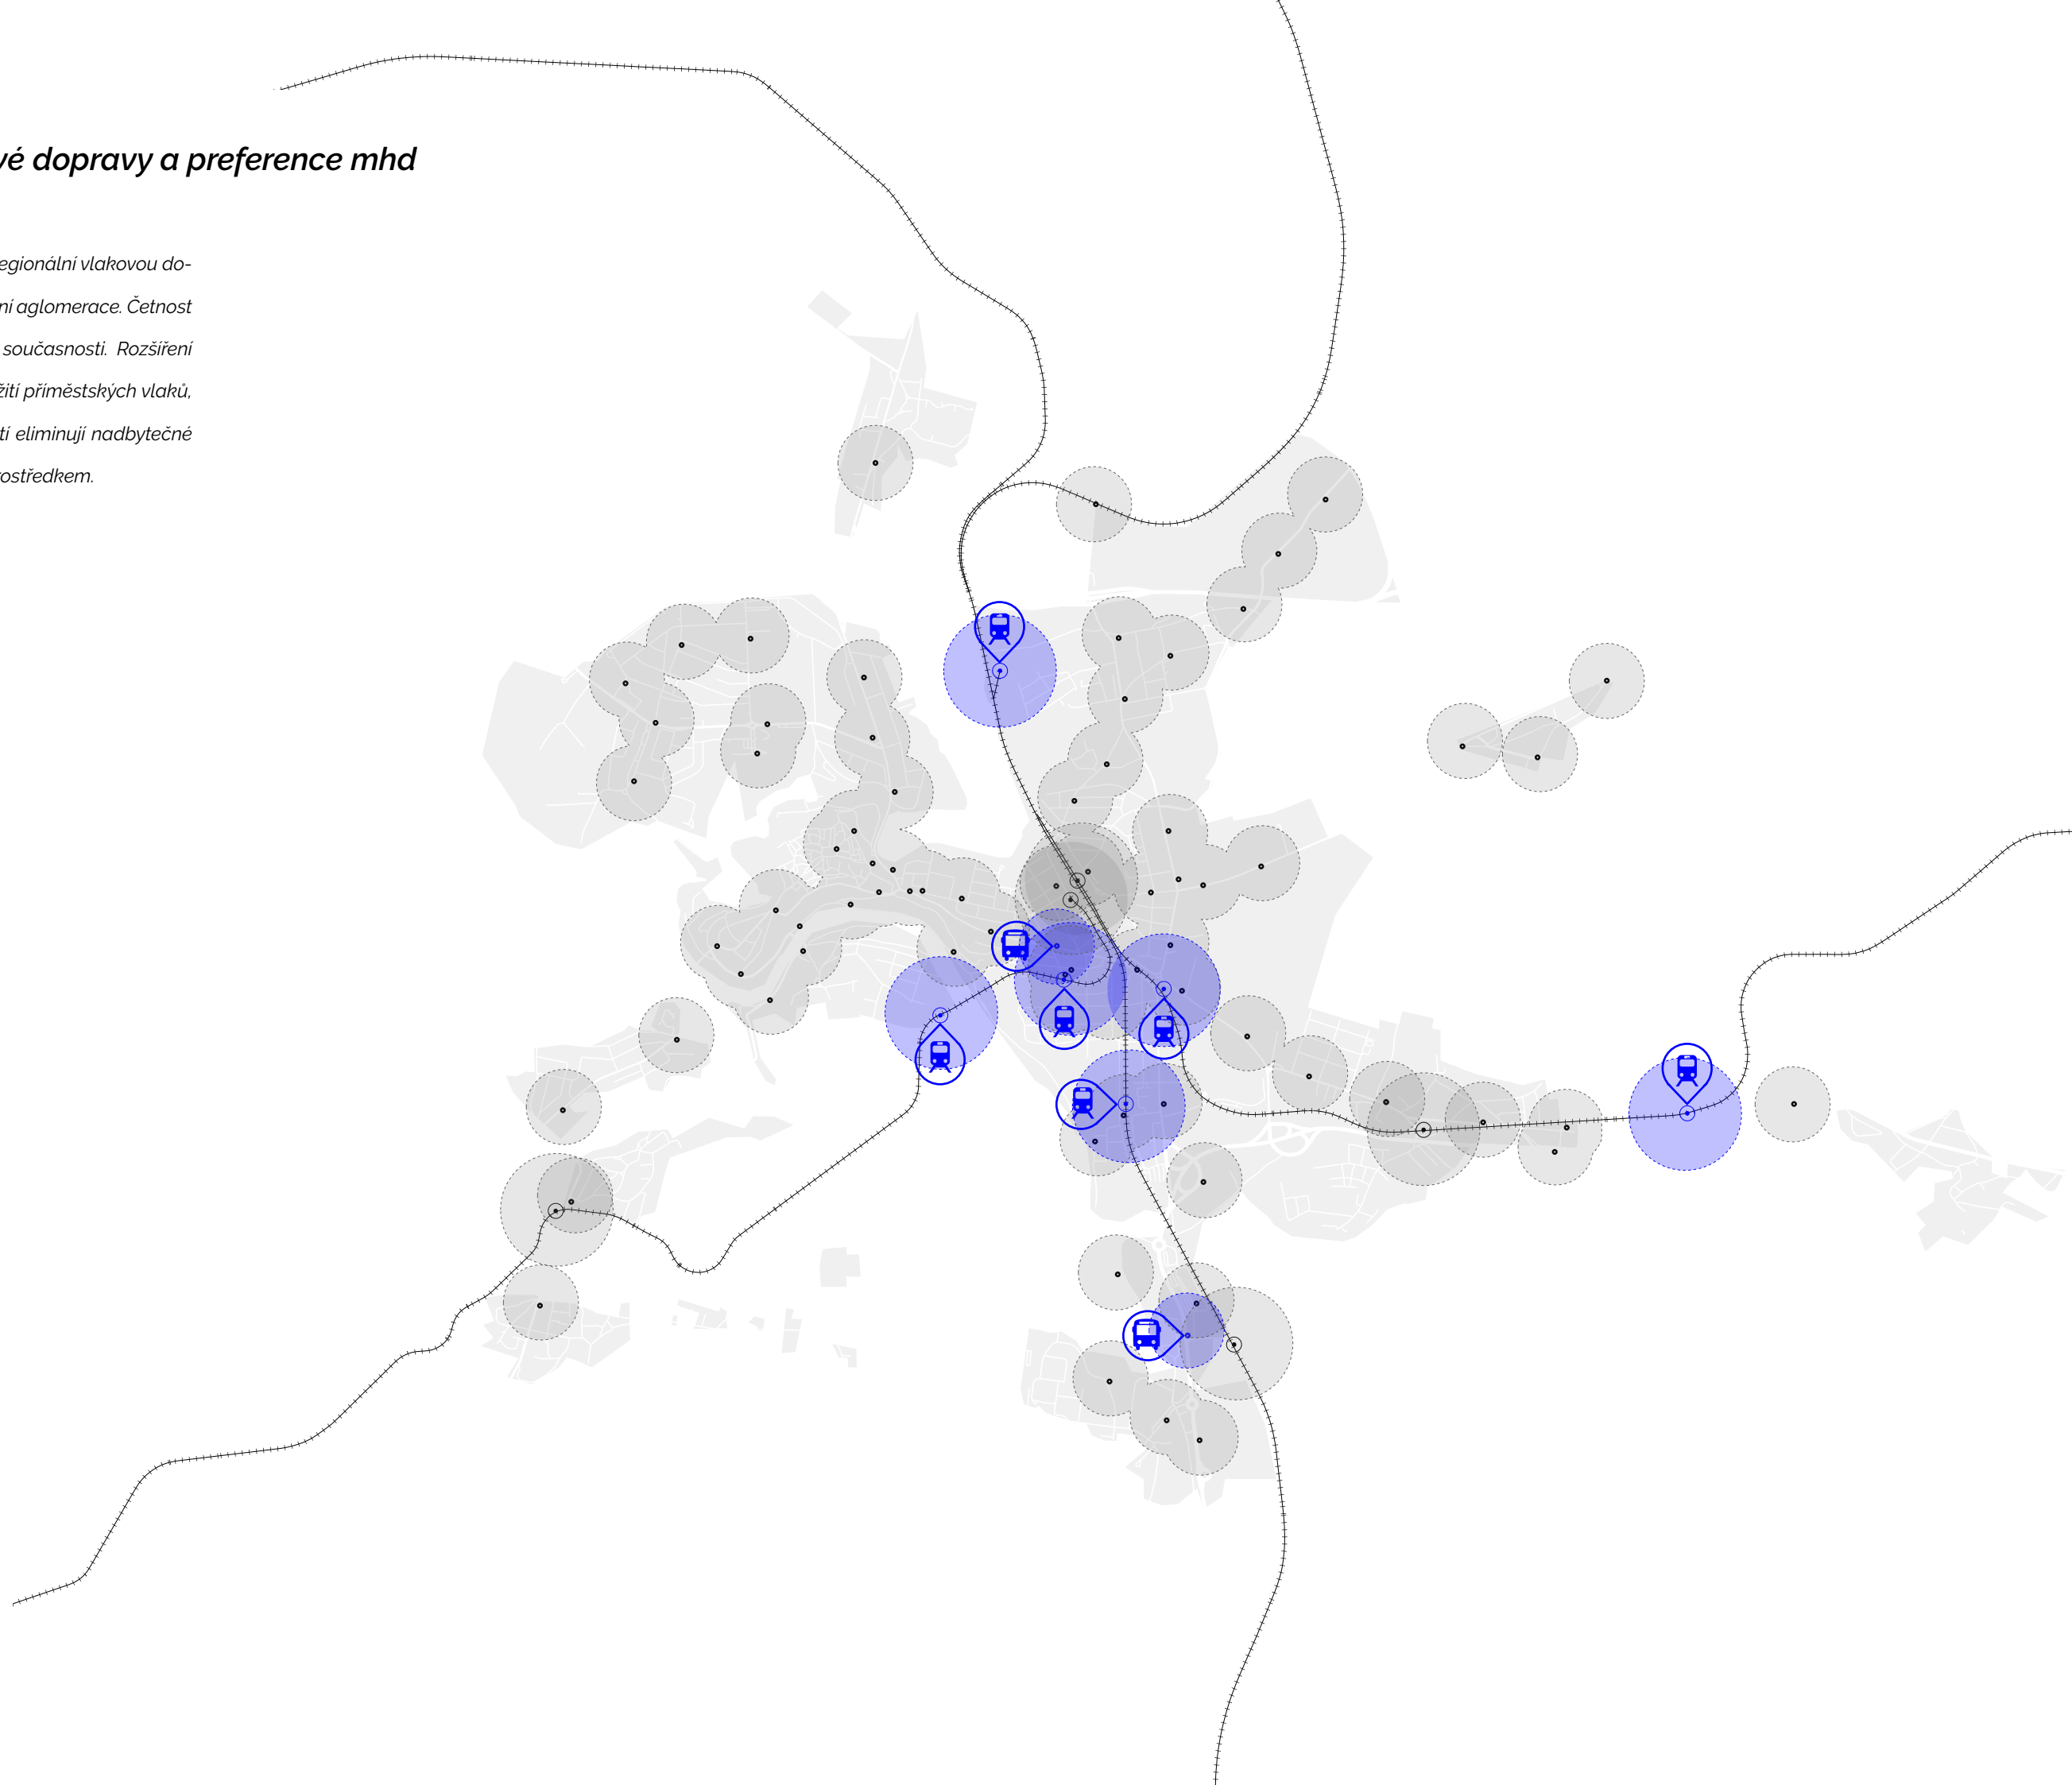 vé dopravy a preference mhd
egionální vlakovou do-
ní aglomerace. Četnost
současnosti. Rozšíření
žití příměstských vlaků,
tí eliminují nadbytečné
ostředkem.